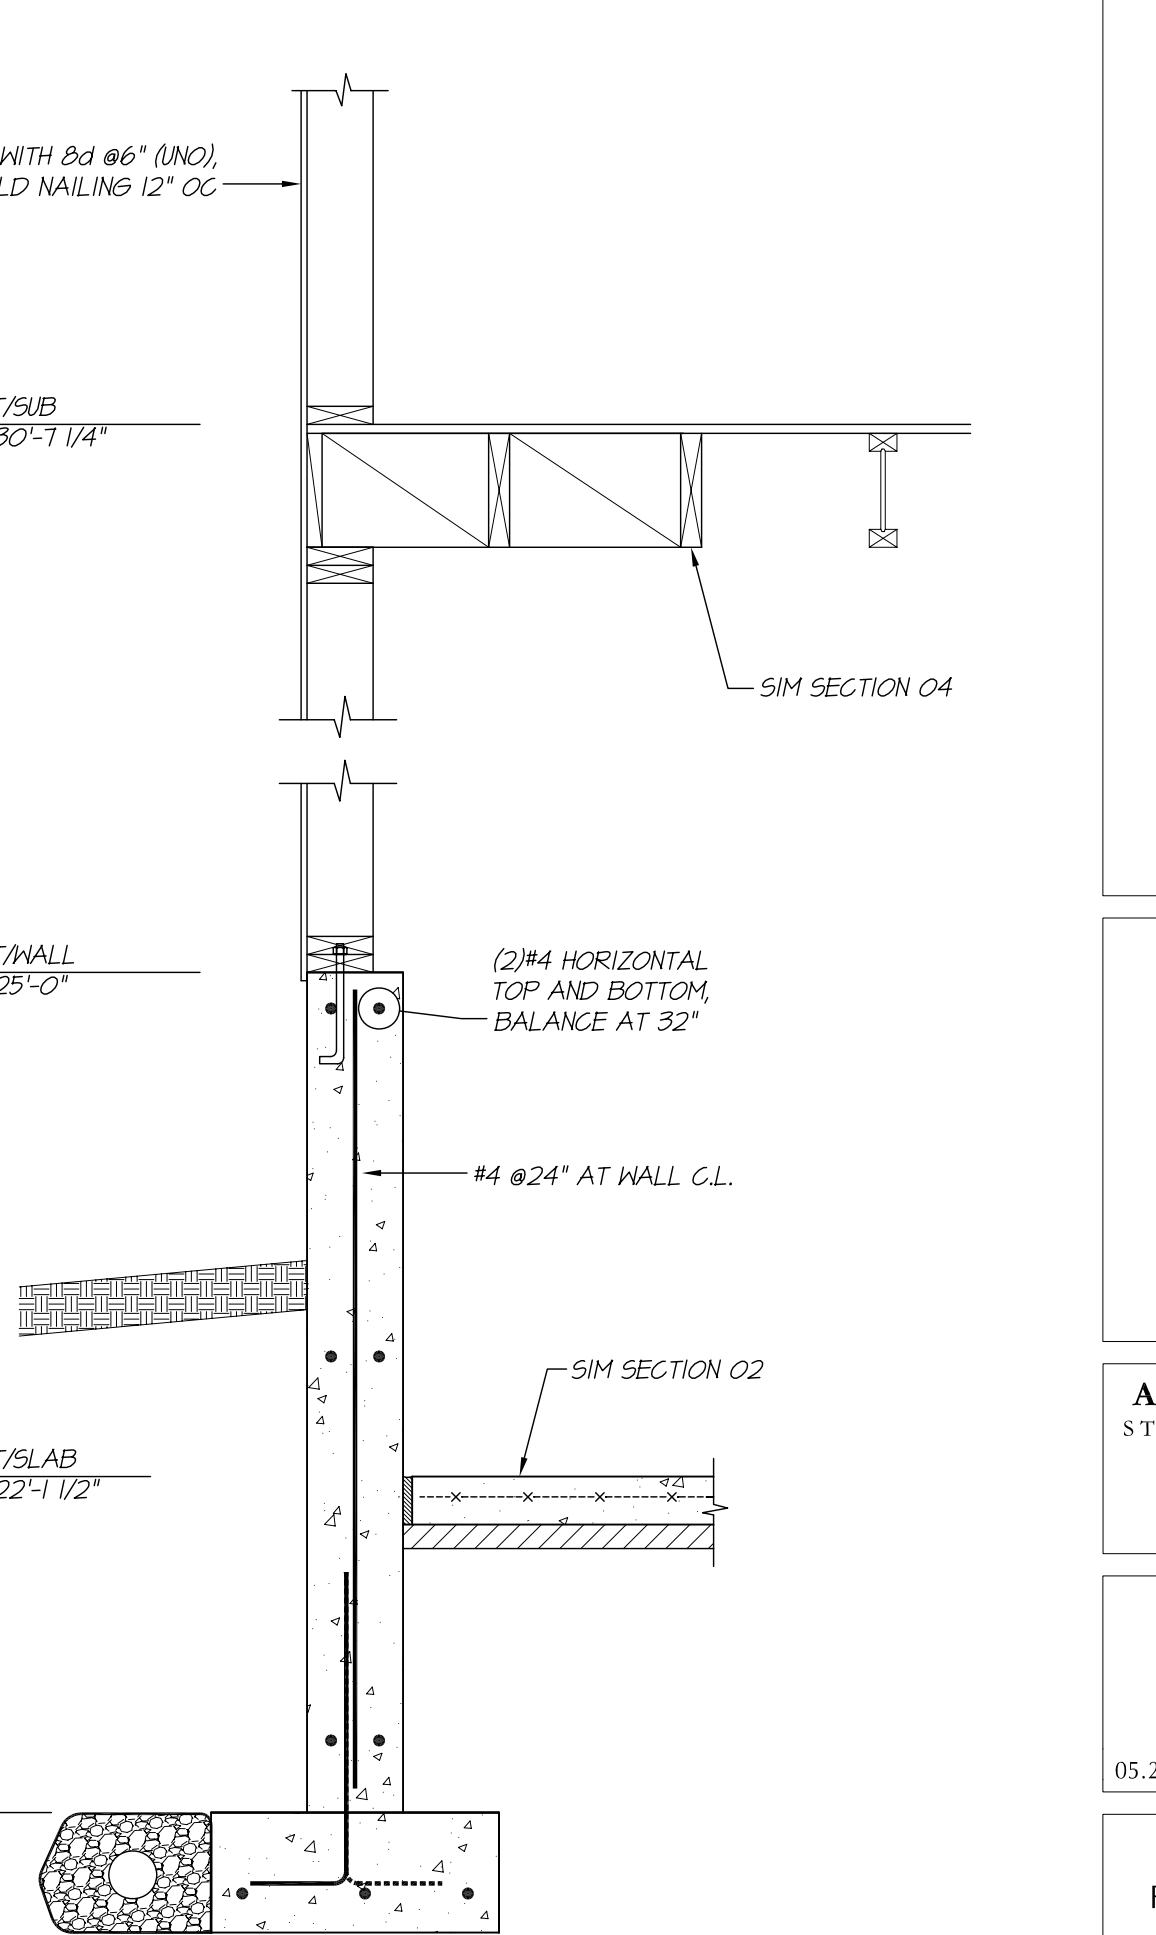 WITH 8d @6" (UNO),
LD NAILING 12" OC
T/SUB
30'-7 1/4"
SIM SECTION 04
T/WALL
25'-0"
(2)#4 HORIZONTAL
TOP AND BOTTOM,
BALANCE AT 32"
#4 @24" AT WALL C.L.
SIM SECTION 02
T/SLAB
22'-1 1/2"
A
ST
05.2